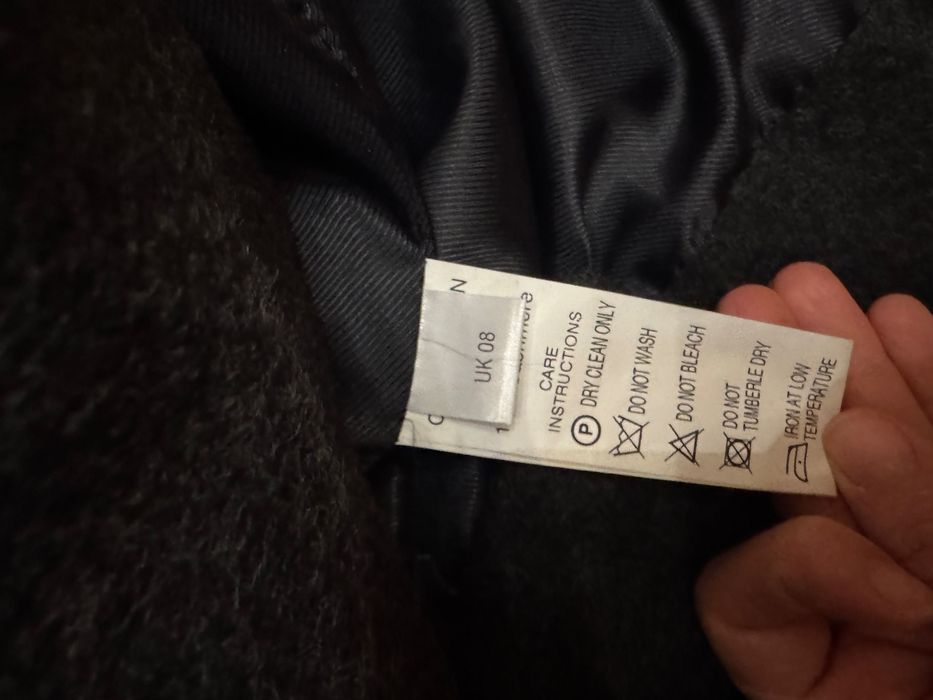 UK 08
CARE
INSTRUCTIONS
P DRY CLEAN ONLY
DO NOT WASH
DO NOT BLEACH
DO NOT
TUMBERLE DRY
IRON AT LOW
TEMPERATURE